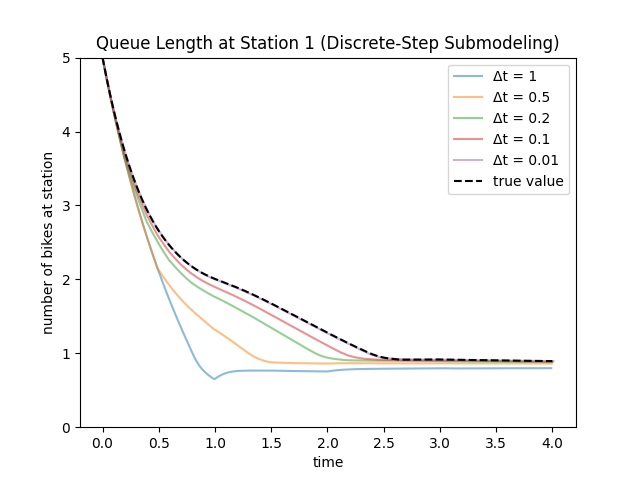 Queue Length at Station 1 (Discrete-Step Submodeling)
Δt = 1
Δt = 0.5
Δt = 0.2
Δt = 0.1
Δt = 0.01
true value
number of bikes at station
5
4
3
2
1
0
0.0 0.5 1.0 1.5 2.0 2.5 3.0 3.5 4.0
time